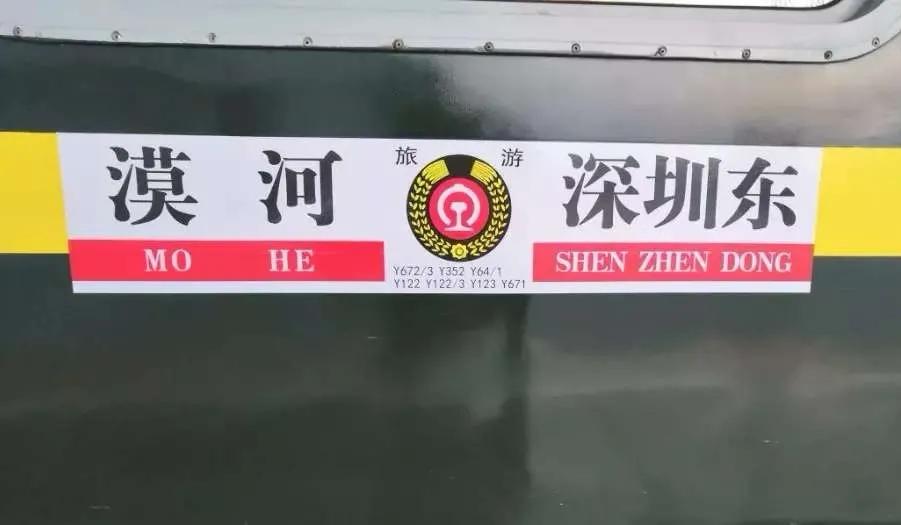 漠河
旅游
深圳东
MO HE
SHEN ZHEN DONG
Y672/3 Y352 Y64/1
Y122 Y122/3 Y123 Y671